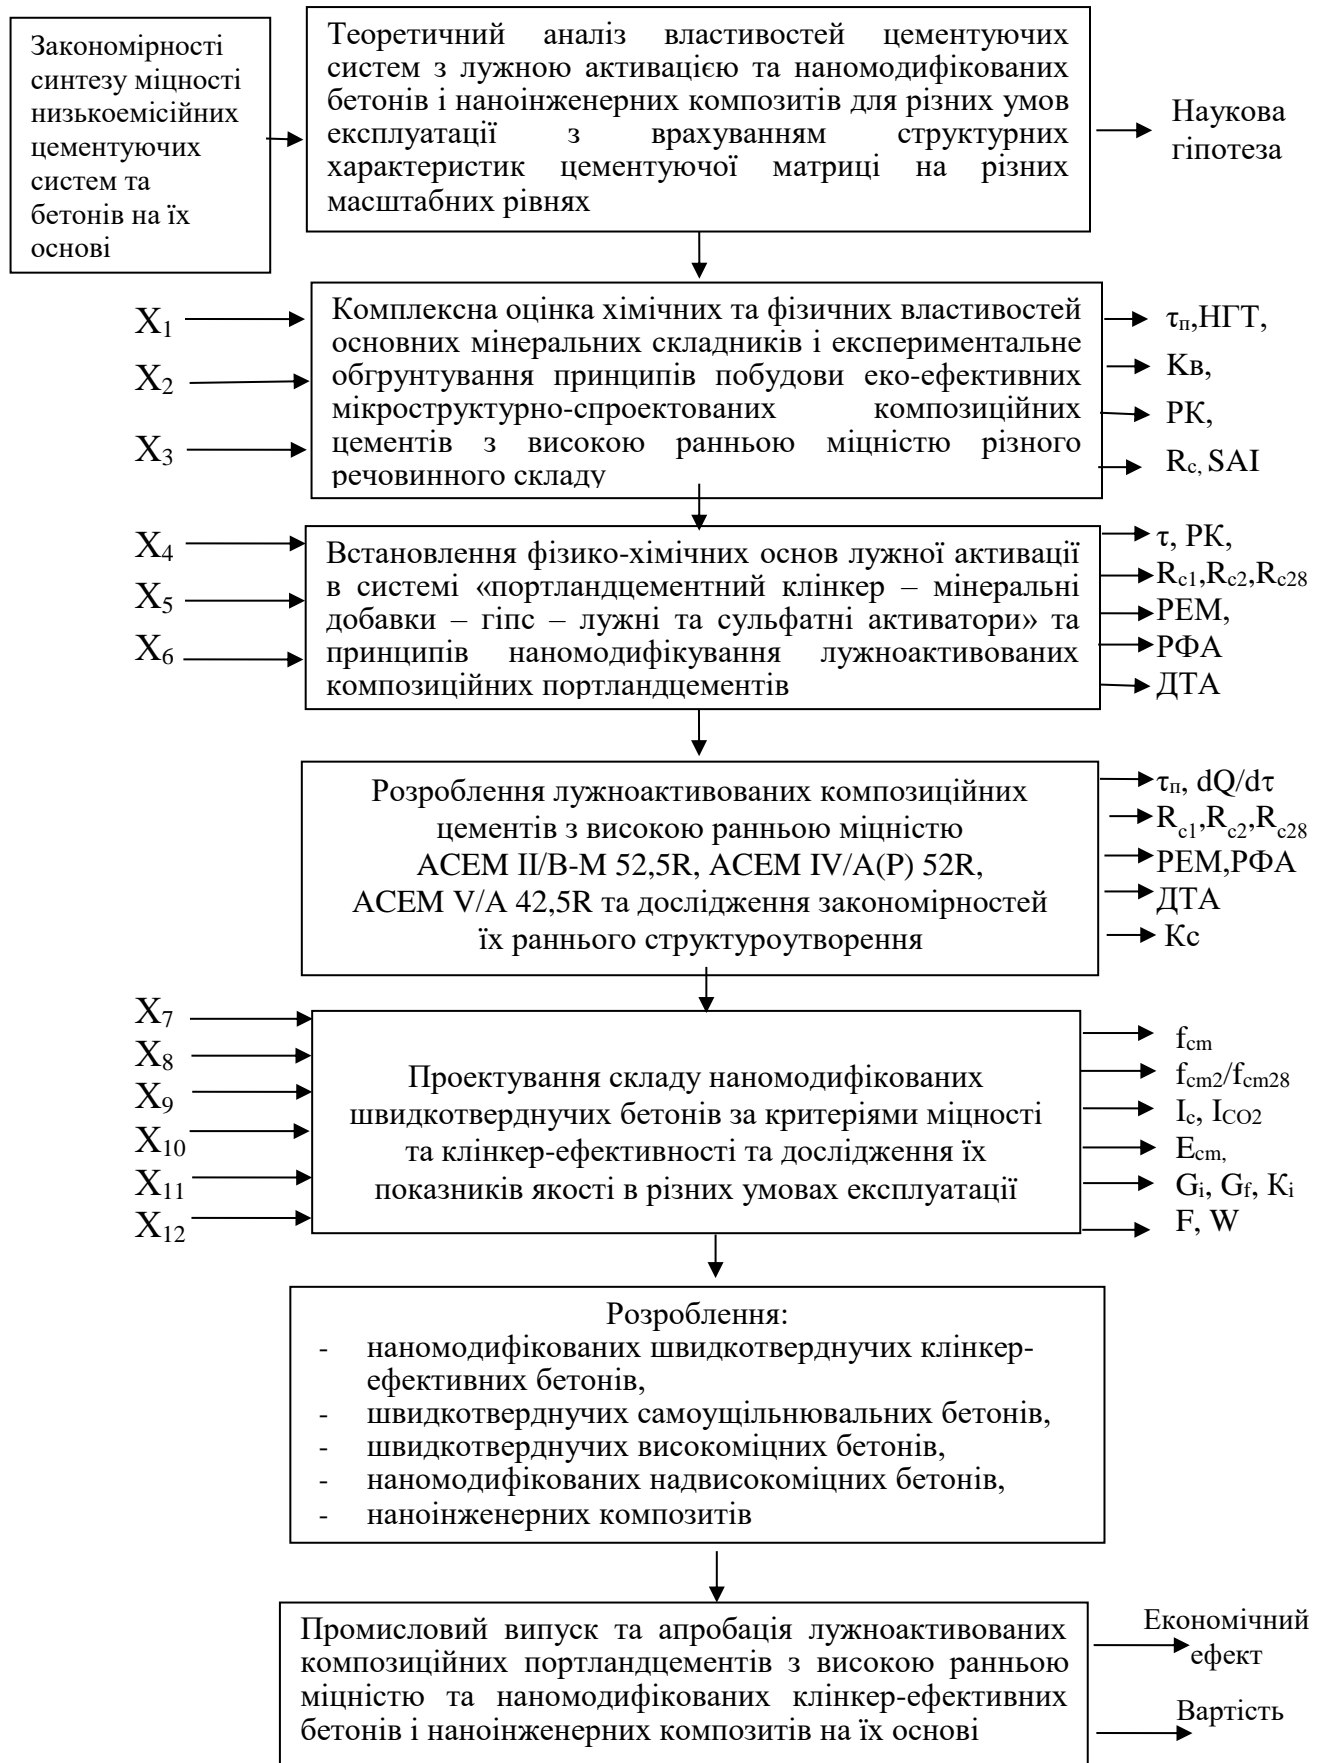 Закономірності
синтезу міцності
низькоемісійних
цементуючих
систем та
бетонів на їх
основі
Теоретичний аналіз властивостей цементуючих
систем з лужною активацією та наномодифікованих
бетонів і наноінженерних композитів для різних умов
експлуатації з врахуванням структурних
характеристик цементуючої матриці на різних
масштабних рівнях
Наукова
гіпотеза
X1
X2
X3
Комплексна оцінка хімічних та фізичних властивостей
основних мінеральних складників і експериментальне
обгрунтування принципів побудови еко-ефективних
мікроструктурно-спроектованих композиційних
цементів з високою ранньою міцністю різного
речовинного складу
τп,НГТ,
Кв,
РК,
Rc, SAI
X4
X5
X6
Встановлення фізико-хімічних основ лужної активації
в системі «портландцементний клінкер – мінеральні
добавки – гіпс – лужні та сульфатні активатори» та
принципів наномодифікування лужноактивованих
композиційних портландцементів
τ, РК,
Rc1,Rc2,Rc28
РЕМ,
РФА
ДТА
Розроблення лужноактивованих композиційних
цементів з високою ранньою міцністю
ACEM II/B-M 52,5R, ACEM IV/A(P) 52R,
ACEM V/A 42,5R та дослідження закономірностей
їх раннього структуроутворення
τп, dQ/dτ
Rc1,Rc2,Rc28
РЕМ,РФА
ДТА
Кс
X7
X8
X9
X10
X11
X12
Проектування складу наномодифікованих
швидкотверднучих бетонів за критеріями міцності
та клінкер-ефективності та дослідження їх
показників якості в різних умовах експлуатації
fcm
fcm2/fcm28
Ic, ICO2
Ecm,
Gi, Gf, Ki
F, W
Розроблення:
- наномодифікованих швидкотверднучих клінкер-
ефективних бетонів,
- швидкотверднучих самоущільнювальних бетонів,
- швидкотверднучих високоміцних бетонів,
- наномодифікованих надвисокоміцних бетонів,
- наноінженерних композитів
Промисловий випуск та апробація лужноактивованих
композиційних портландцементів з високою ранньою
міцністю та наномодифікованих клінкер-ефективних
бетонів і наноінженерних композитів на їх основі
Економічний
ефект
Вартість